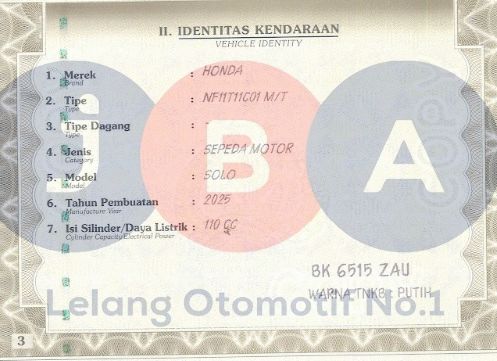 II. IDENTITAS KENDARAAN
VEHICLE IDENTITY
1. Merek : HONDA
Brand
2. Tipe : NF11T11C01 M/T
Type
3. Tipe Dagang : -
Type
4. Jenis : SEPEDA MOTOR
Category
5. Model : SOLO
Model
6. Tahun Pembuatan : 2025
Manufacture Year
7. Isi Silinder/Daya Listrik : 110 CC
Cylinder Capacity/Electrical Power
JBA
BK 6515 ZAU
WARNA TNKB : PUTIH
Lelang Otomotif No.1
3